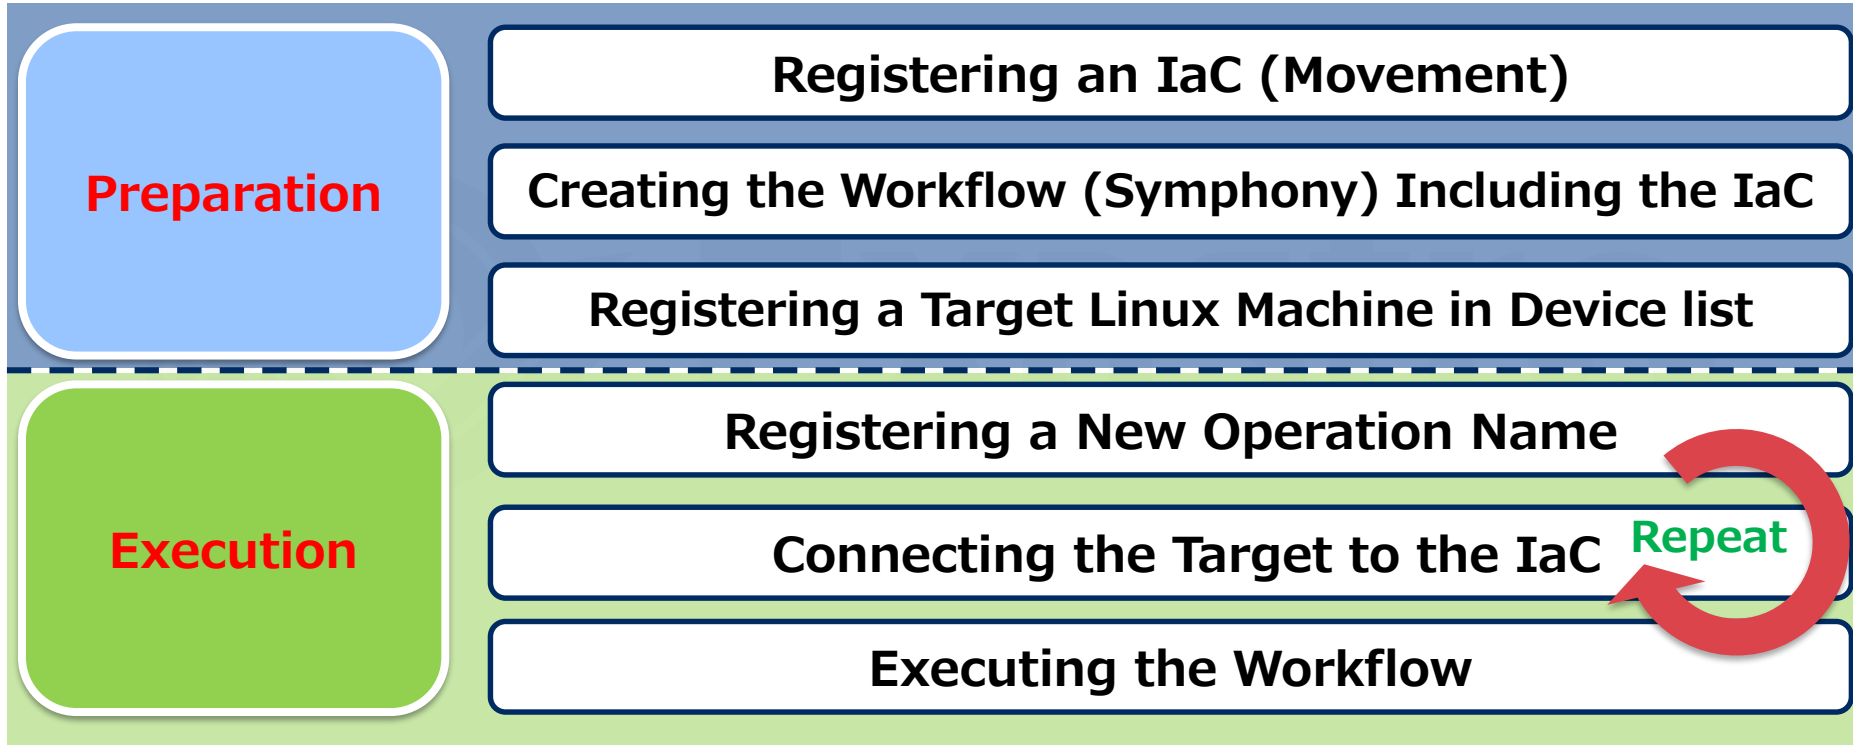 Preparation
Registering an IaC (Movement)
Creating the Workflow (Symphony) Including the IaC
Registering a Target Linux Machine in Device list
Execution
Registering a New Operation Name
Connecting the Target to the IaC
Repeat
Executing the Workflow